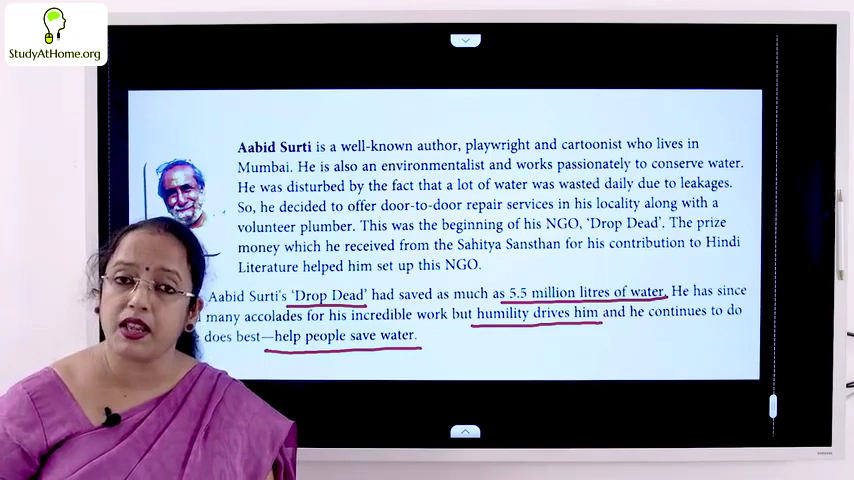 StudyAtHome.org
Aabid Surti is a well-known author, playwright and cartoonist who lives in
Mumbai. He is also an environmentalist and works passionately to conserve water.
He was disturbed by the fact that a lot of water was wasted daily due to leakages.
So, he decided to offer door-to-door repair services in his locality along with a
volunteer plumber. This was the beginning of his NGO, ‘Drop Dead’. The prize
money which he received from the Sahitya Sansthan for his contribution to Hindi
Literature helped him set up this NGO.
Aabid Surti's ‘Drop Dead’ had saved as much as 5.5 million litres of water. He has since
many accolades for his incredible work but humility drives him and he continues to do
does best—help people save water.